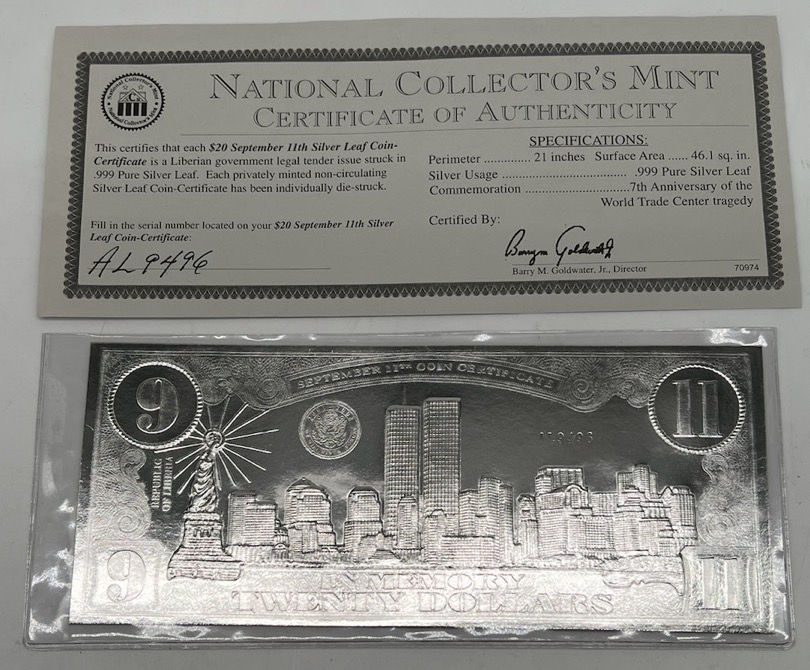 National Collector's Mint
NATIONAL COLLECTOR'S MINT
CERTIFICATE OF AUTHENTICITY
This certifies that each $20 September 11th Silver Leaf Coin-
Certificate is a Liberian government legal tender issue struck in
.999 Pure Silver Leaf. Each privately minted non-circulating
Silver Leaf Coin-Certificate has been individually die-struck.
Fill in the serial number located on your $20 September 11th Silver
Leaf Coin-Certificate:
AL9496
SPECIFICATIONS:
Perimeter ............. 21 inches Surface Area ...... 46.1 sq. in.
Silver Usage .................................. .999 Pure Silver Leaf
Commemoration ....................7th Anniversary of the
World Trade Center tragedy
Certified By:
Barry M. Goldwater, Jr., Director
70974
9
SEPTEMBER 11TH COIN CERTIFICATE
11
REPUBLIC
OF LIBERIA
9
IN MEMORY
11
TWENTY DOLLARS